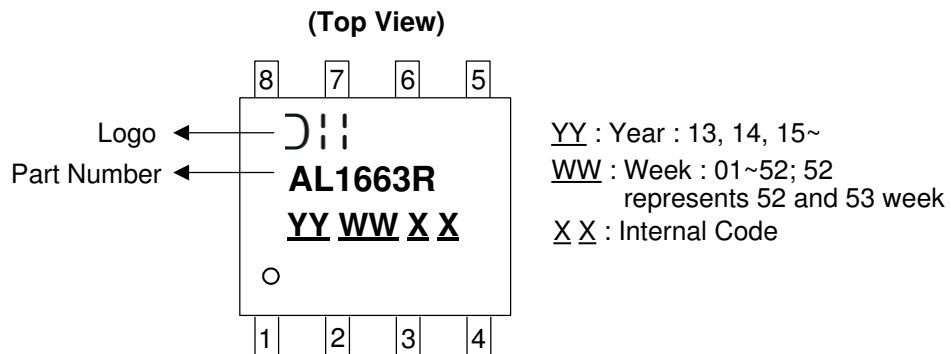 (Top View)
8 7 6 5
Logo
Part Number
AL1663R
YY WW X X
1 2 3 4
YY : Year : 13, 14, 15~
WW : Week : 01~52; 52
represents 52 and 53 week
X X : Internal Code